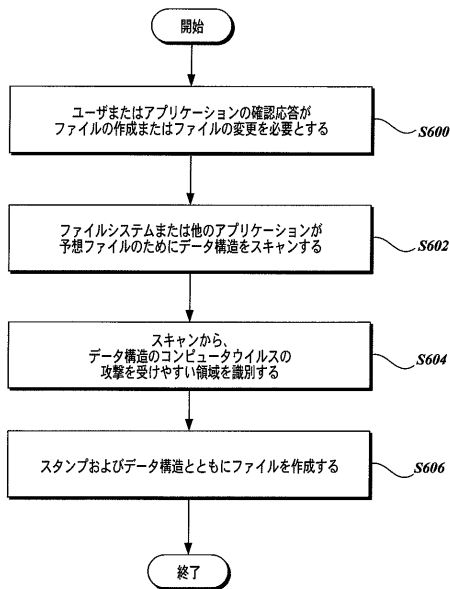 開始
ユーザまたはアプリケーションの確認応答が
ファイルの作成またはファイルの変更を必要とする
S600
ファイルシステムまたは他のアプリケーションが
予想ファイルのためにデータ構造をスキャンする
S602
スキャンから、
データ構造のコンピュータウイルスの
攻撃を受けやすい領域を識別する
S604
スタンプおよびデータ構造とともにファイルを作成する
S606
終了